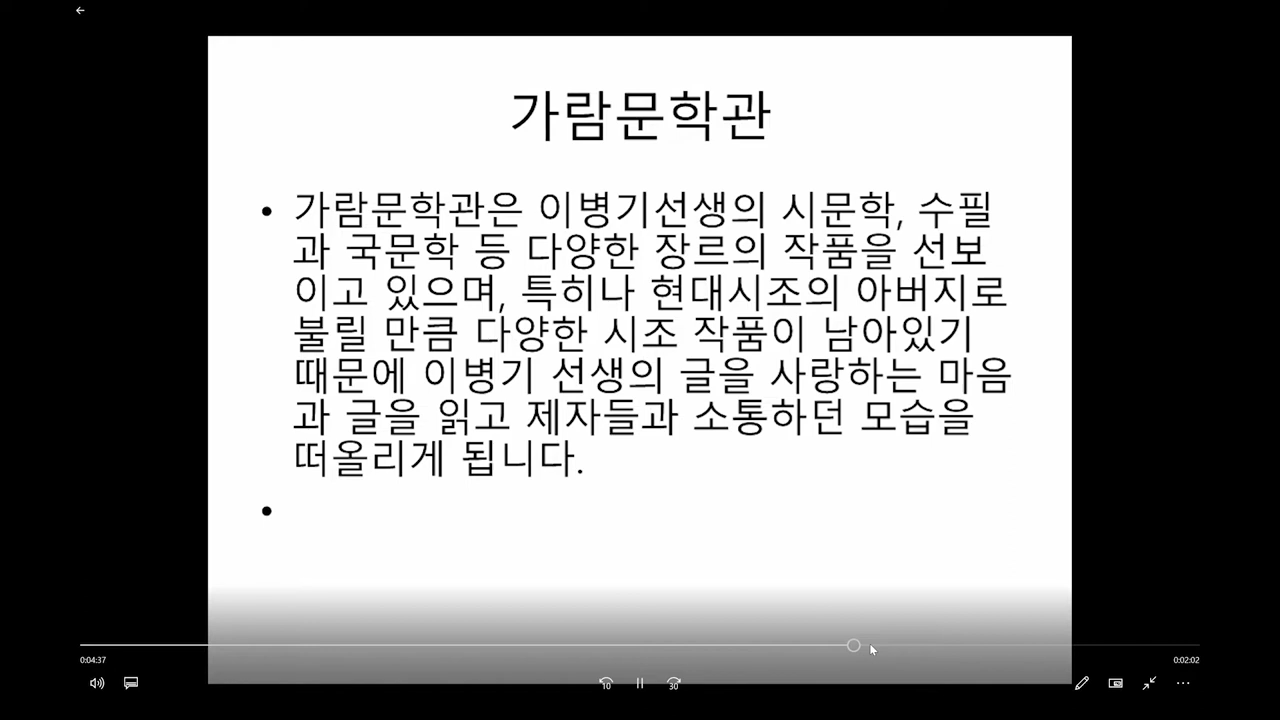 가람문학관
• 가람문학관은 이병기선생의 시문학, 수필
과 국문학 등 다양한 장르의 작품을 선보
이고 있으며, 특히나 현대시조의 아버지로
불릴 만큼 다양한 시조 작품이 남아있기
때문에 이병기 선생의 글을 사랑하는 마음
과 글을 읽고 제자들과 소통하던 모습을
떠올리게 됩니다.
•
0:04:37
0:02:02
10
30